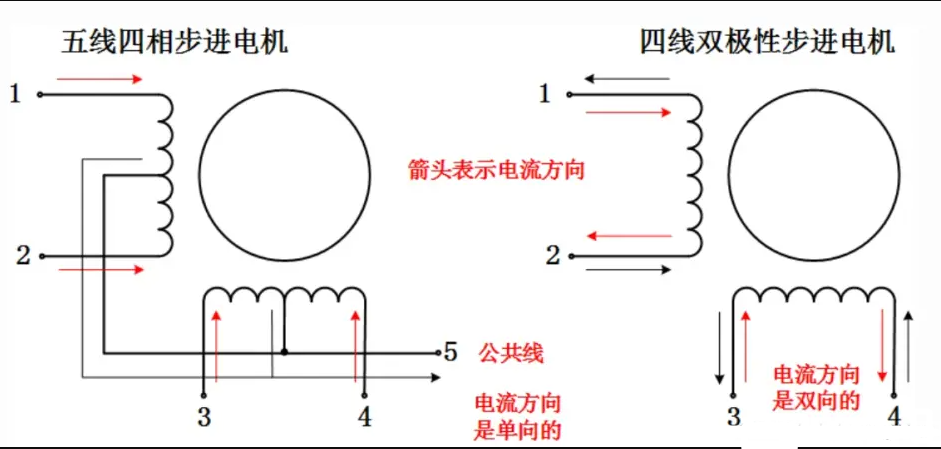 五线四相步进电机
四线双极性步进电机
1
2
3
4
5
公共线
箭头表示电流方向
电流方向
是单向的
1
2
3
4
电流方向
是双向的